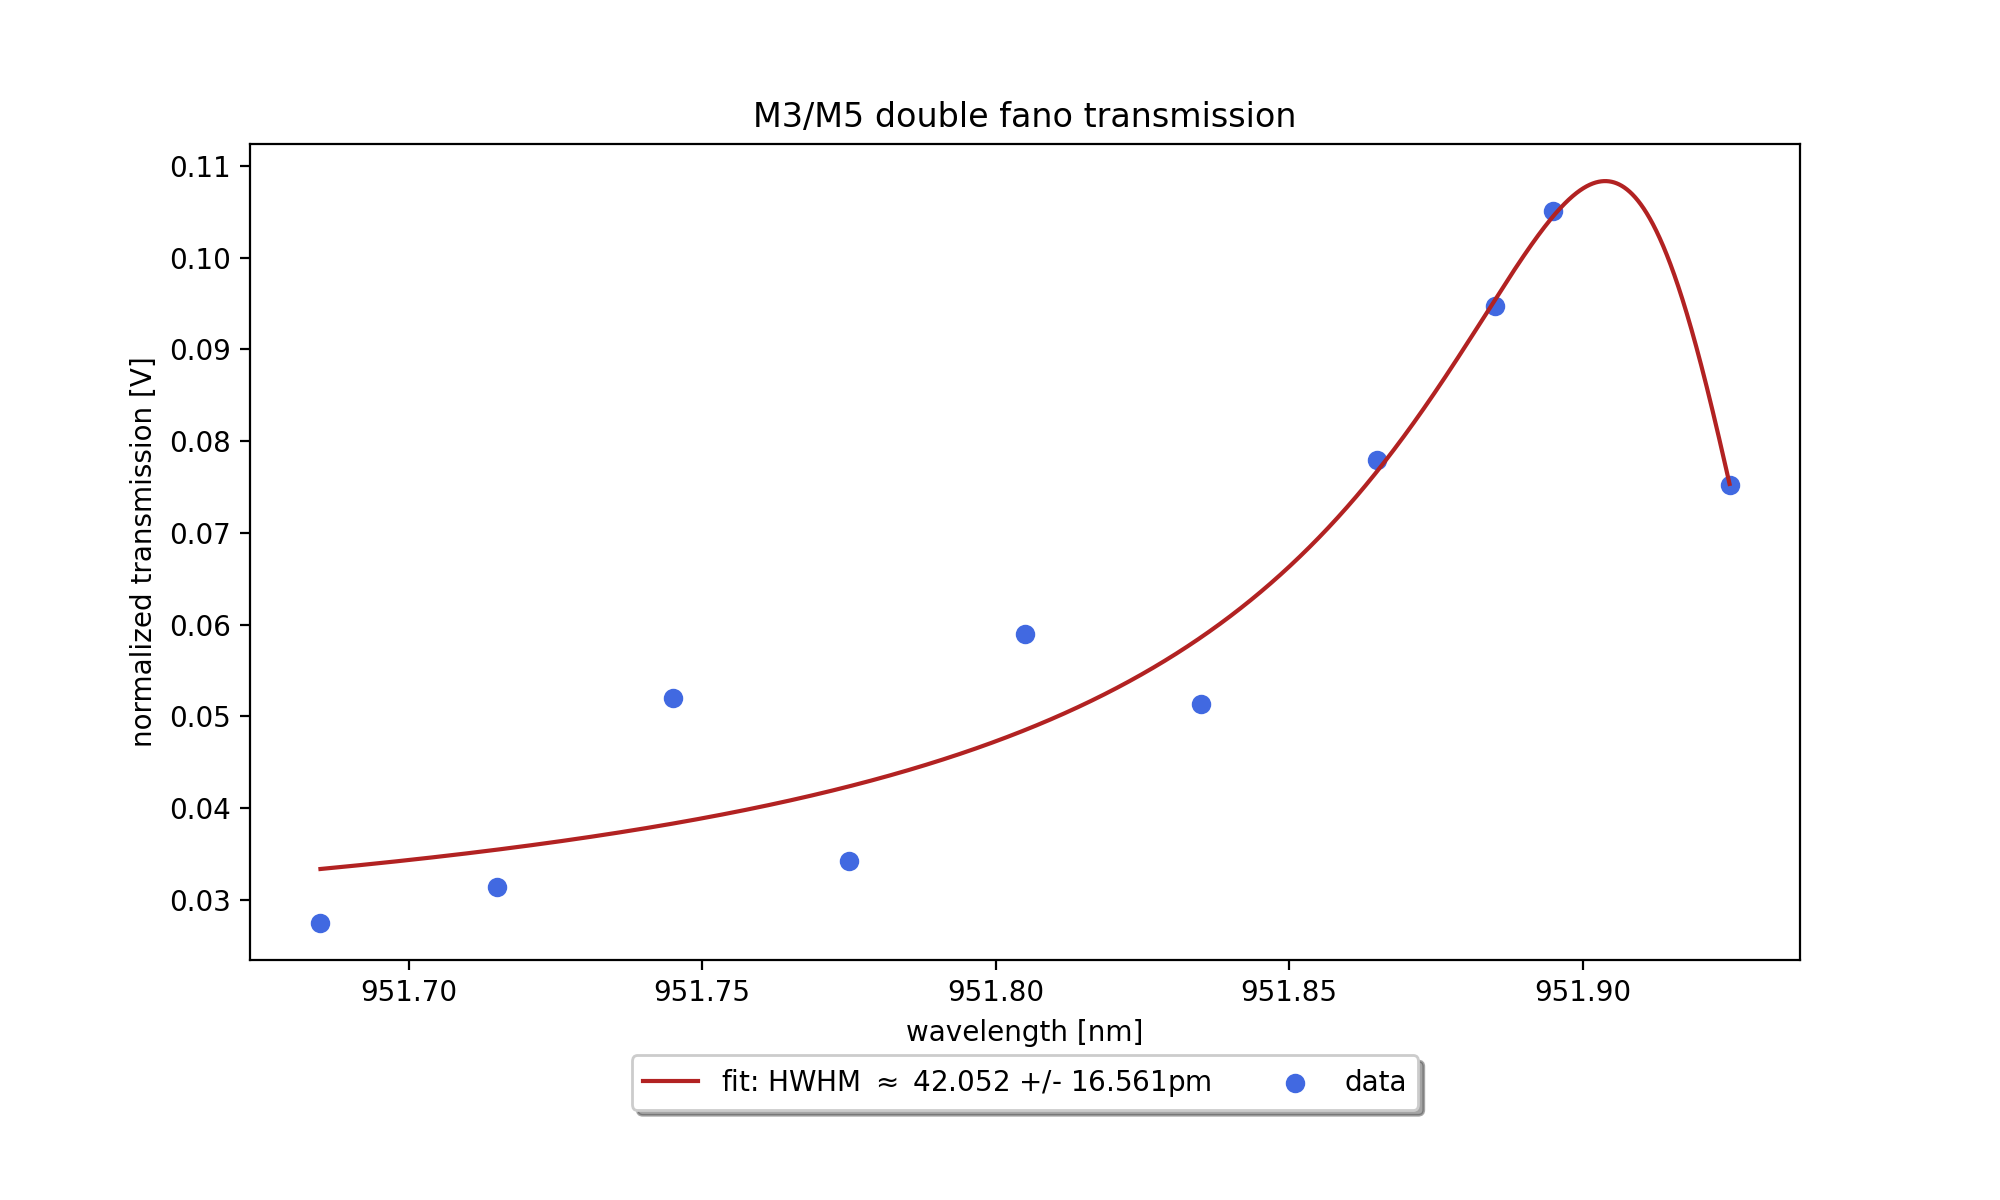 M3/M5 double fano transmission
0.11
0.10
0.09
0.08
0.07
0.06
0.05
0.04
0.03
normalized transmission [V]
951.70 951.75 951.80 951.85 951.90
wavelength [nm]
fit: HWHM ≈ 42.052 +/- 16.561pm data